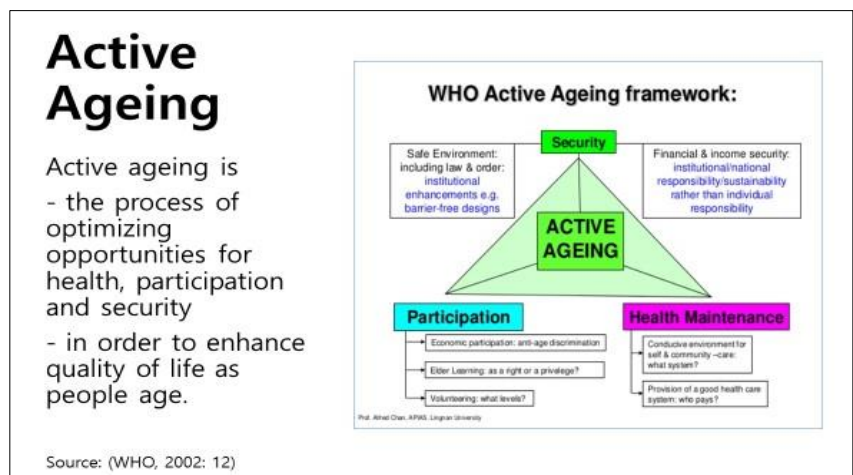 Active
Ageing
Active ageing is
- the process of
optimizing
opportunities for
health, participation
and security
- in order to enhance
quality of life as
people age.
Source: (WHO, 2002: 12)
WHO Active Ageing framework:
Security
Safe Environment:
including law & order:
institutional
enhancements e.g.
barrier-free designs
Financial & income security:
institutional/national
responsibility/sustainability
rather than individual
responsibility
ACTIVE
AGEING
Participation
Economic participation: anti-age discrimination
Elder Learning: as a right or a privelege?
Volunteering: what levels?
Health Maintenance
Conducive environment for
self & community –care:
what system?
Provision of a good health care
system: who pays?
Prof. Alfred Chan, APIAS, Lingnan University